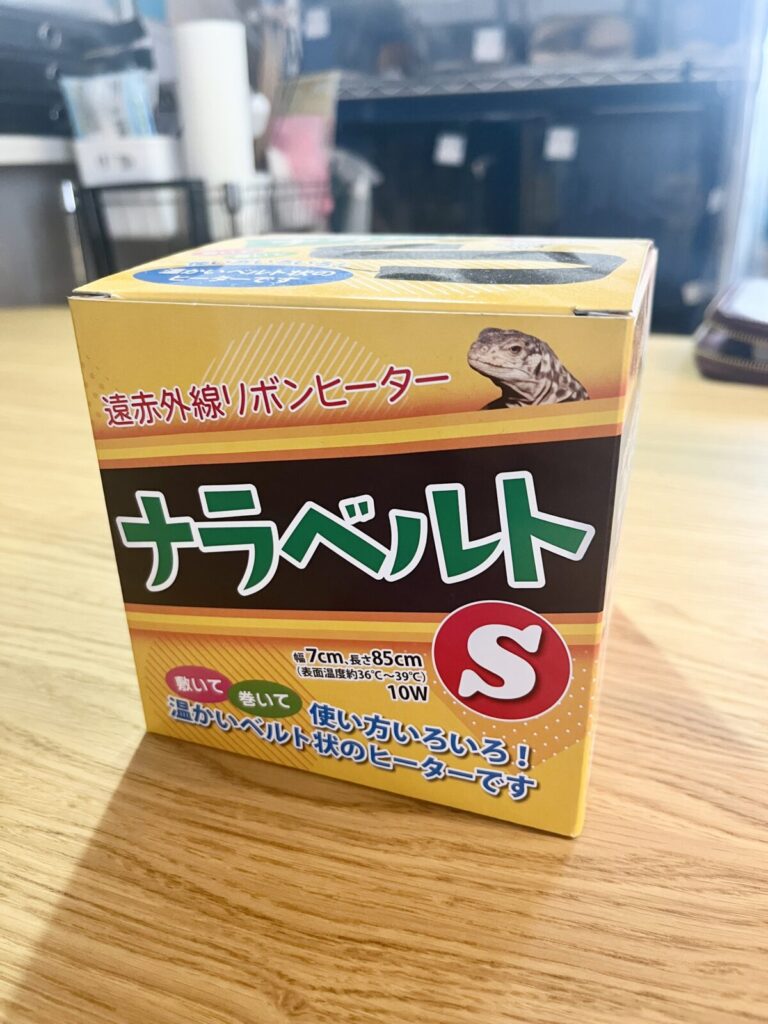 遠赤外線リボンヒーター
ナラベルト
S
幅7cm、長さ85cm
(表面温度約36℃〜39℃)
10W
敷いて
巻いて
使い方いろいろ!
温かいベルト状のヒーターです